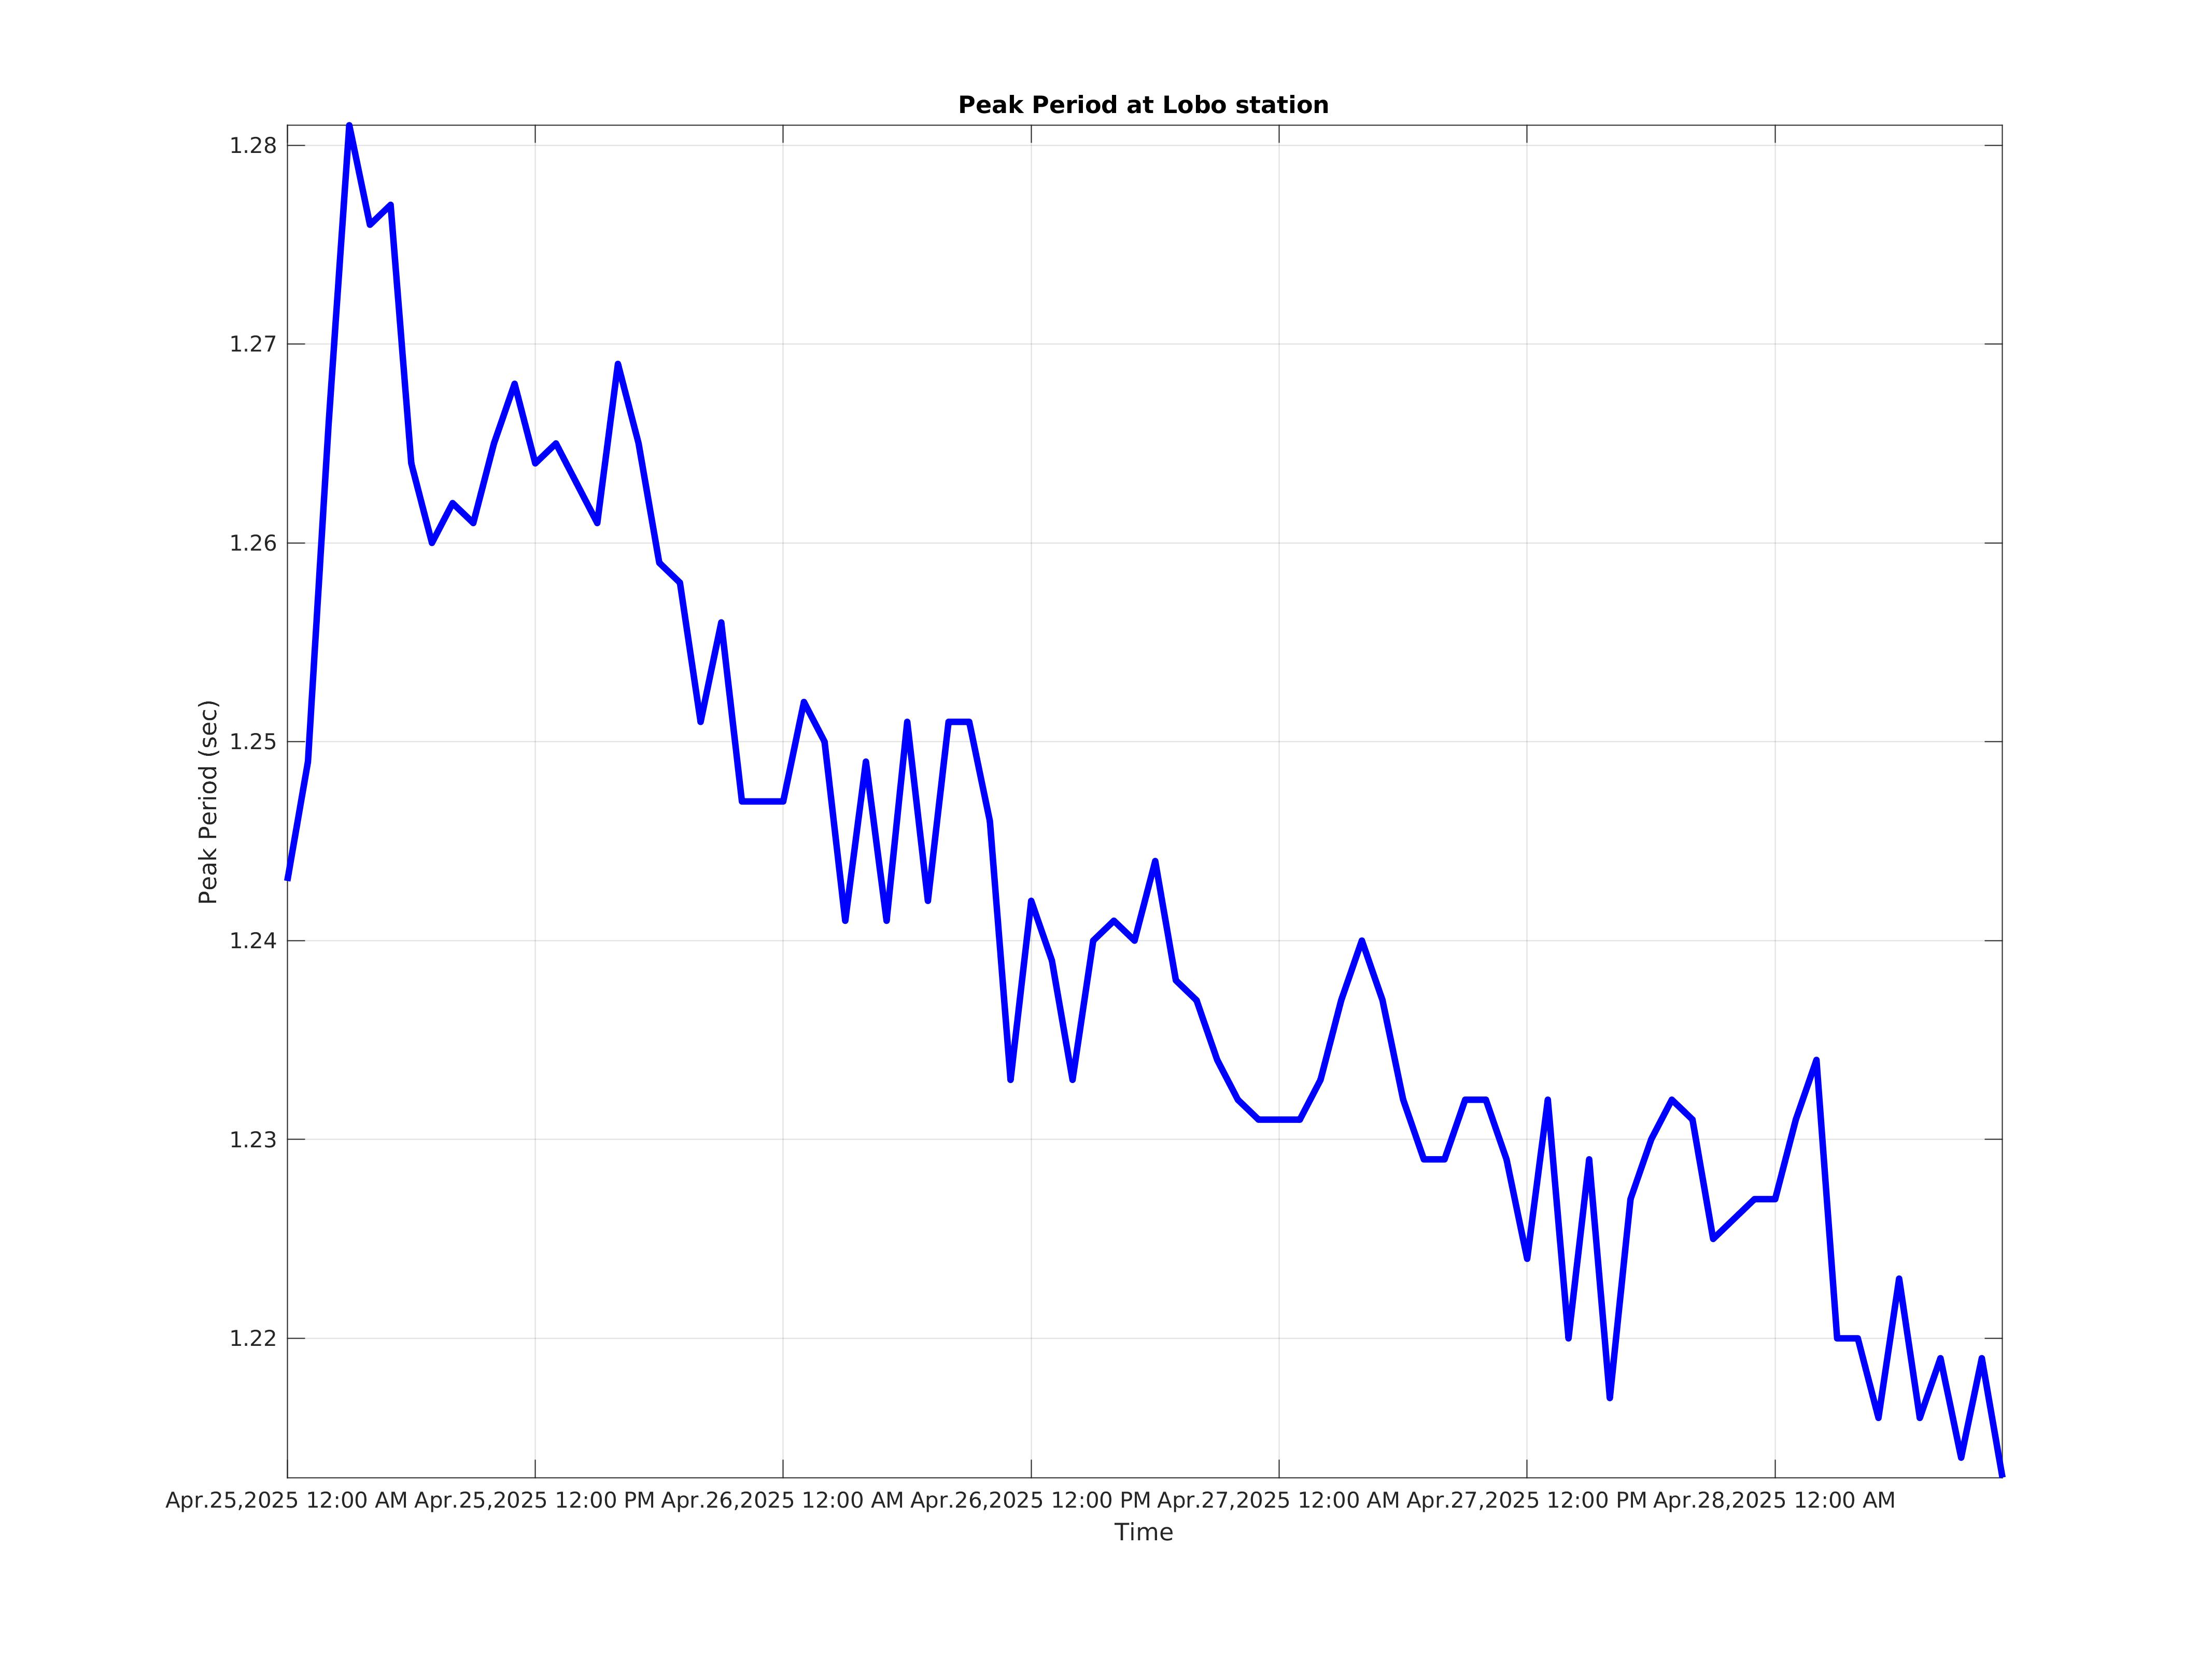 Peak Period at Lobo station
1.28
1.27
1.26
1.25
1.24
1.23
1.22
Peak Period (sec)
Apr.25,2025 12:00 AM Apr.25,2025 12:00 PM Apr.26,2025 12:00 AM Apr.26,2025 12:00 PM Apr.27,2025 12:00 AM Apr.27,2025 12:00 PM Apr.28,2025 12:00 AM
Time